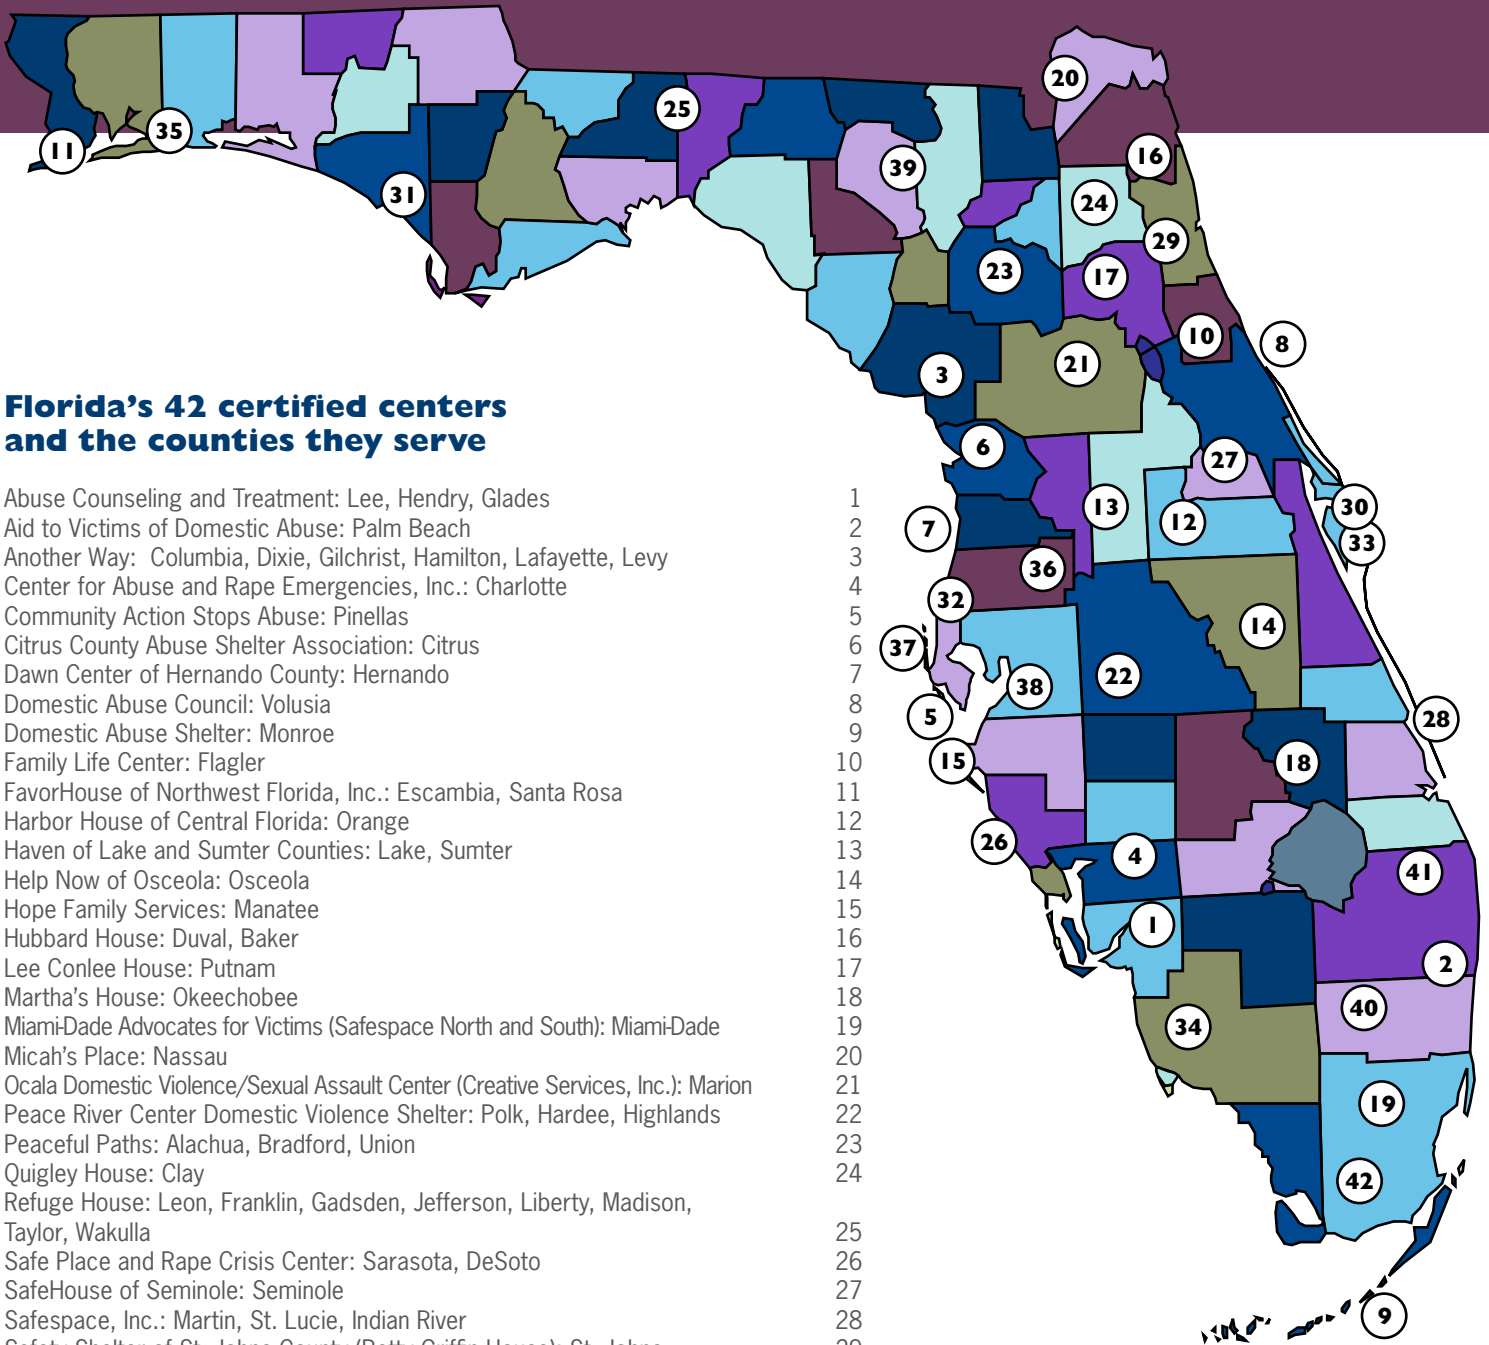 Florida's 42 certified centers
and the counties they serve
Abuse Counseling and Treatment: Lee, Hendry, Glades 1
Aid to Victims of Domestic Abuse: Palm Beach 2
Another Way: Columbia, Dixie, Gilchrist, Hamilton, Lafayette, Levy 3
Center for Abuse and Rape Emergencies, Inc.: Charlotte 4
Community Action Stops Abuse: Pinellas 5
Citrus County Abuse Shelter Association: Citrus 6
Dawn Center of Hernando County: Hernando 7
Domestic Abuse Council: Volusia 8
Domestic Abuse Shelter: Monroe 9
Family Life Center: Flagler 10
FavorHouse of Northwest Florida, Inc.: Escambia, Santa Rosa 11
Harbor House of Central Florida: Orange 12
Haven of Lake and Sumter Counties: Lake, Sumter 13
Help Now of Osceola: Osceola 14
Hope Family Services: Manatee 15
Hubbard House: Duval, Baker 16
Lee Conlee House: Putnam 17
Martha's House: Okeechobee 18
Miami-Dade Advocates for Victims (Safespace North and South): Miami-Dade 19
Micah's Place: Nassau 20
Ocala Domestic Violence/Sexual Assault Center (Creative Services, Inc.): Marion 21
Peace River Center Domestic Violence Shelter: Polk, Hardee, Highlands 22
Peaceful Paths: Alachua, Bradford, Union 23
Quigley House: Clay 24
Refuge House: Leon, Franklin, Gadsden, Jefferson, Liberty, Madison,
Taylor, Wakulla 25
Safe Place and Rape Crisis Center: Sarasota, DeSoto 26
SafeHouse of Seminole: Seminole 27
Safespace, Inc.: Martin, St. Lucie, Indian River 28
Safety Shelter of St. Johns County (Betty Griffin House): St. Johns 29
20
25
35
11
16
39
31
24
29
23
17
10
8
21
3
6
27
13
30
12
7
33
36
32
14
37
38
22
5
28
15
18
26
4
41
1
2
40
34
19
42
9